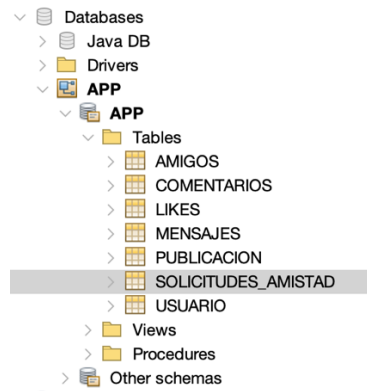 Databases
Java DB
Drivers
APP
APP
Tables
AMIGOS
COMENTARIOS
LIKES
MENSAJES
PUBLICACION
SOLICITUDES_AMISTAD
USUARIO
Views
Procedures
Other schemas